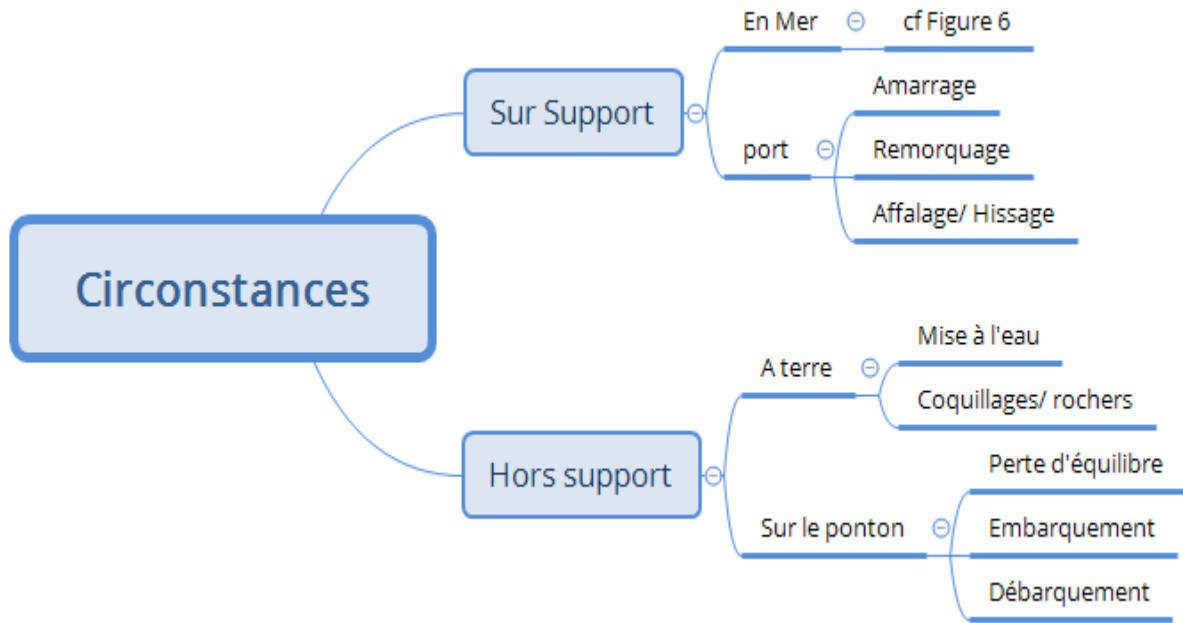 Circonstances
Sur Support
En Mer
cf Figure 6
port
Amarrage
Remorquage
Affalage/ Hissage
Hors support
A terre
Mise à l'eau
Coquillages/ rochers
Sur le ponton
Perte d'équilibre
Embarquement
Débarquement